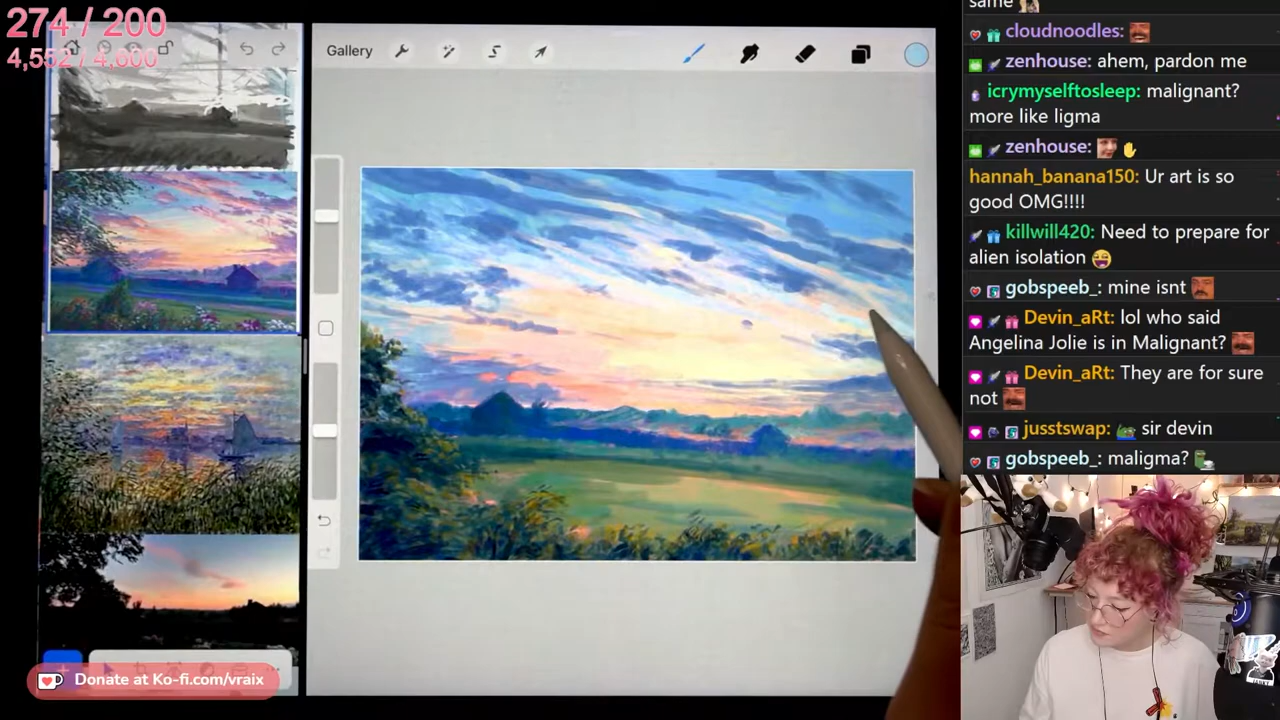 274 / 200
4,552 / 4,600
Gallery
Donate at Ko-fi.com/vraix
same
cloudnoodles:
zenhouse: ahem, pardon me
icrymyselftosleep: malignant?
more like ligma
zenhouse:
hannah_banana150: Ur art is so
good OMG!!!!
killwill420: Need to prepare for
alien isolation
gobspeeb_: mine isnt
Devin_aRt: lol who said
Angelina Jolie is in Malignant?
Devin_aRt: They are for sure
not
jusstswap: sir devin
gobspeeb_: maligma?